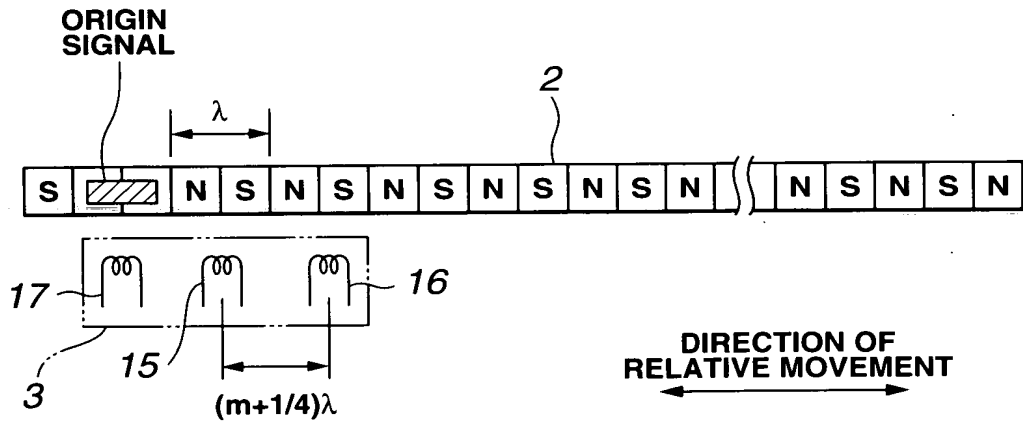 ORIGIN
SIGNAL
λ
2
S N S N S N S N S N S N N S N S N
17
15
16
3
(m+1/4)λ
DIRECTION OF
RELATIVE MOVEMENT